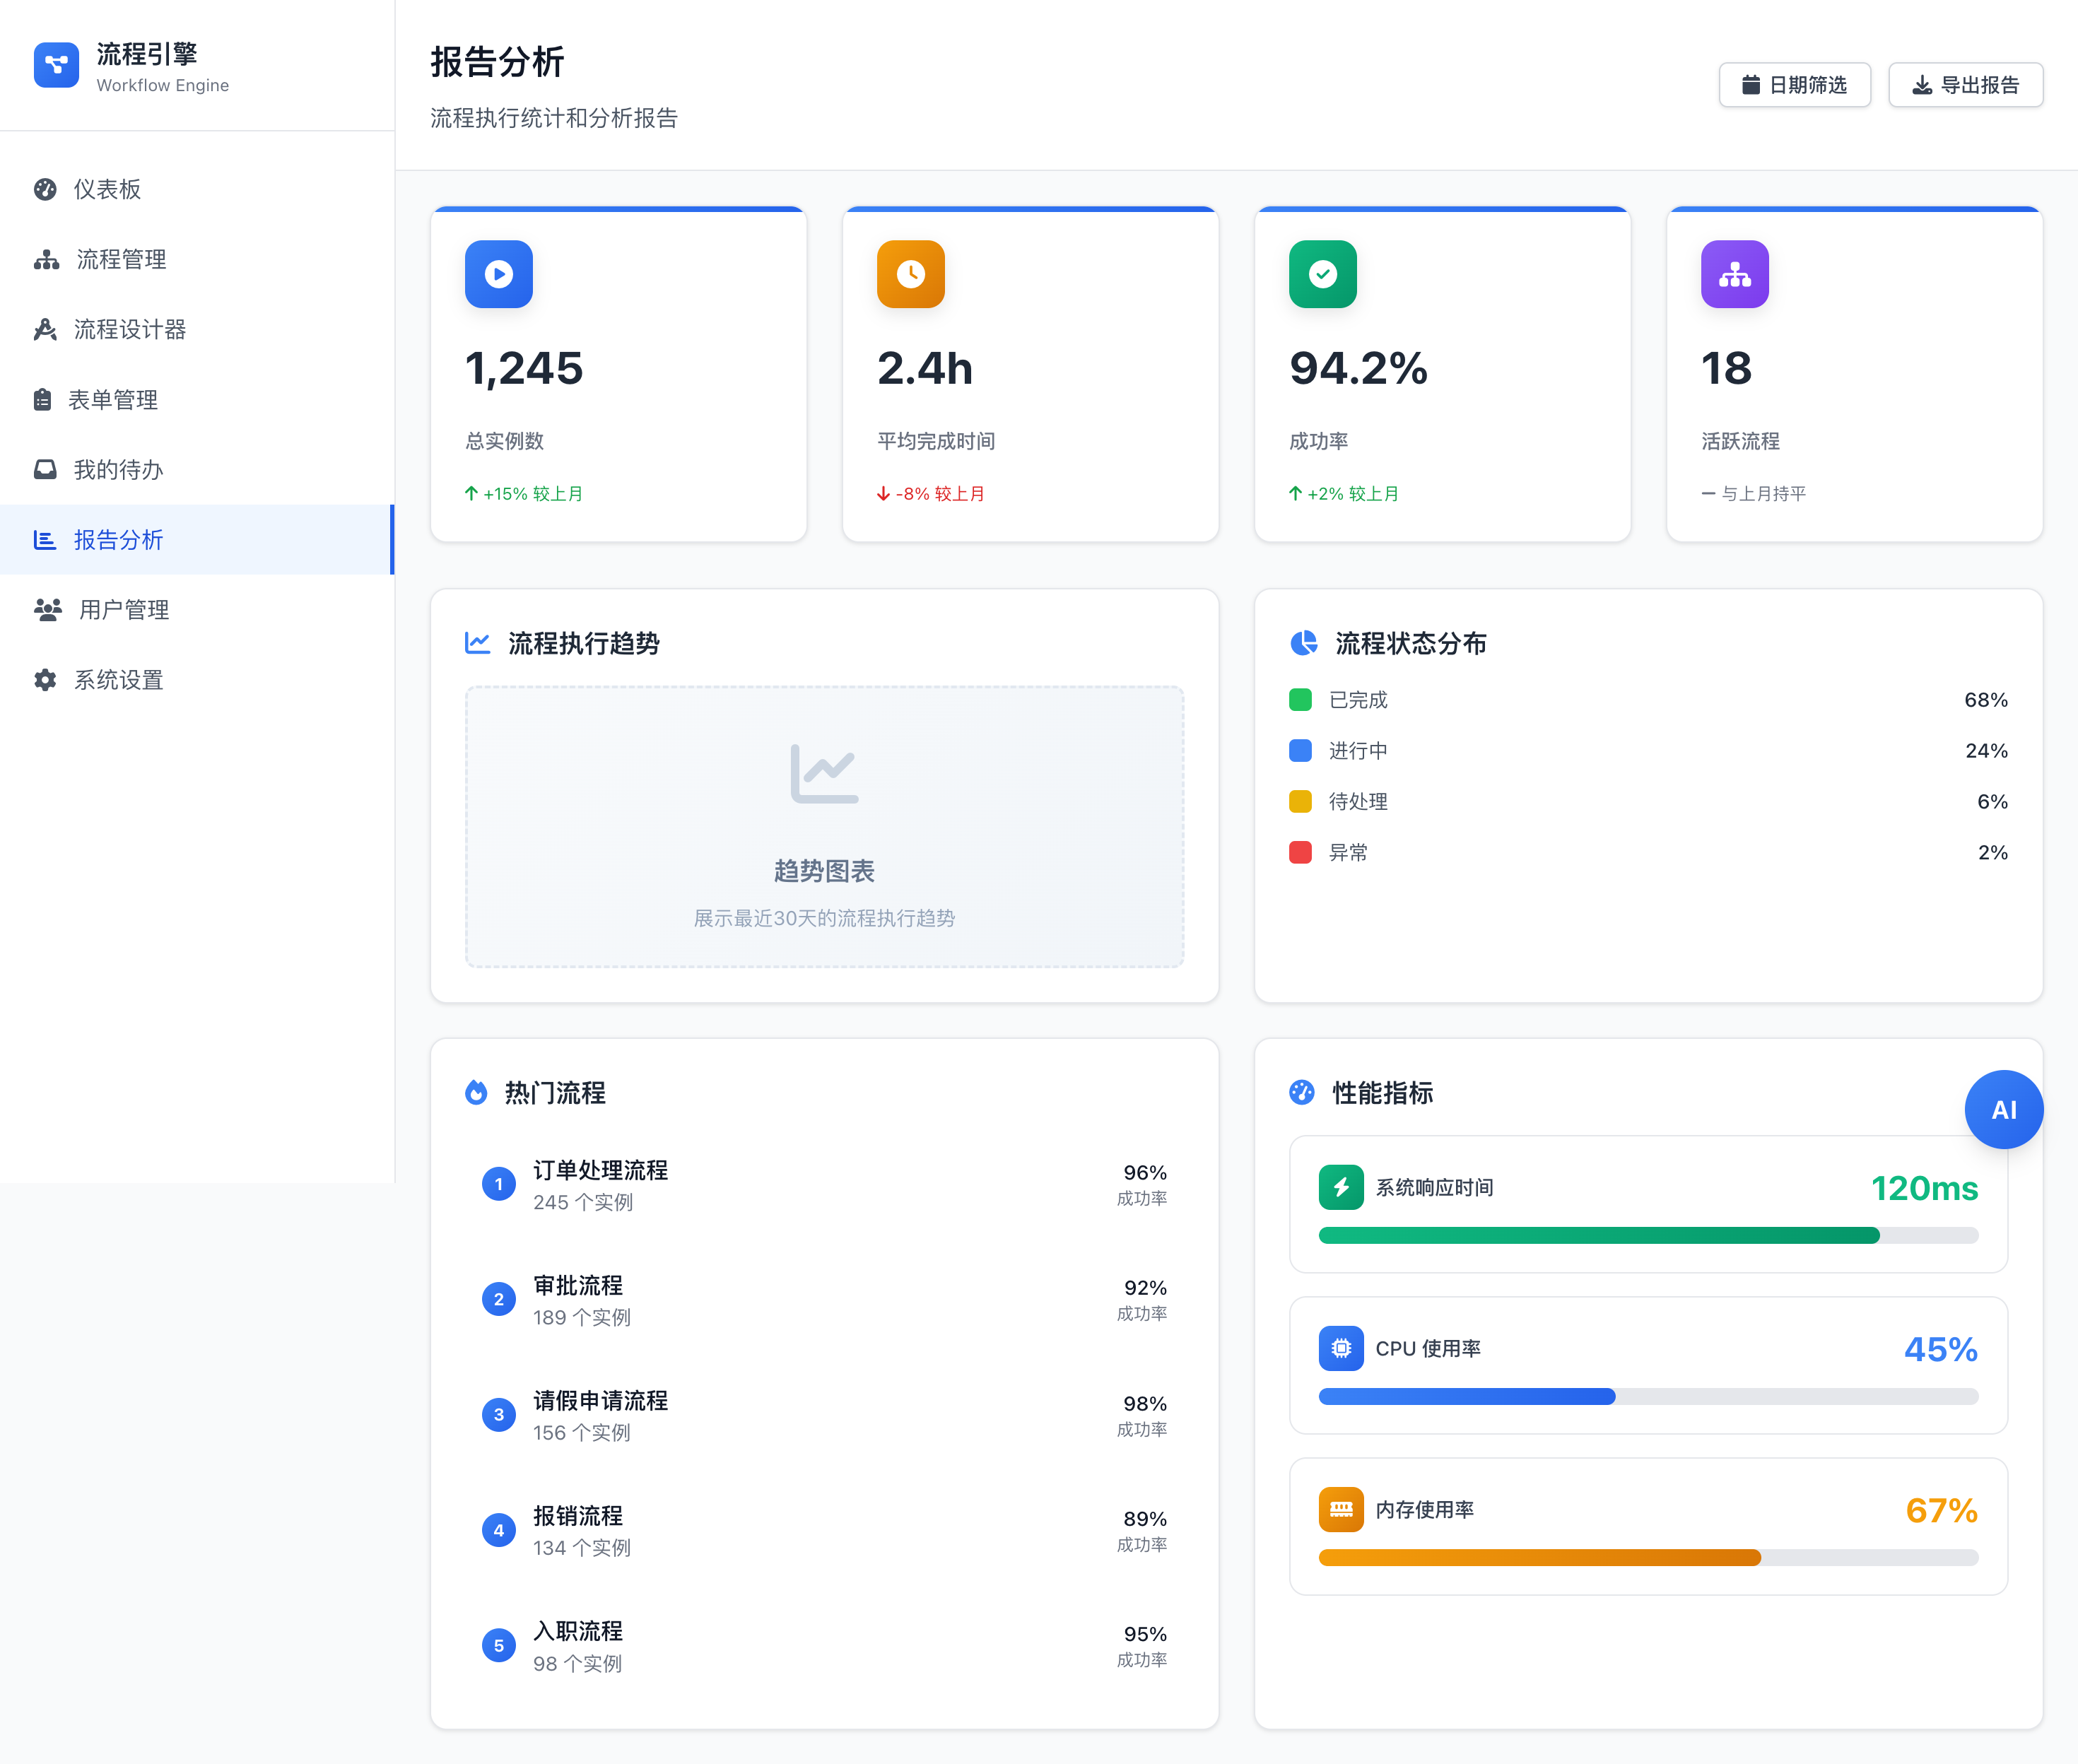 流程引擎
Workflow Engine
仪表板
流程管理
流程设计器
表单管理
我的待办
报告分析
用户管理
系统设置
报告分析
流程执行统计和分析报告
日期筛选
导出报告
1,245
总实例数
+15% 较上月
2.4h
平均完成时间
-8% 较上月
94.2%
成功率
+2% 较上月
18
活跃流程
与上月持平
流程执行趋势
趋势图表
展示最近30天的流程执行趋势
流程状态分布
已完成 68%
进行中 24%
待处理 6%
异常 2%
热门流程
1 订单处理流程 96%
245 个实例 成功率
2 审批流程 92%
189 个实例 成功率
3 请假申请流程 98%
156 个实例 成功率
4 报销流程 89%
134 个实例 成功率
5 入职流程 95%
98 个实例 成功率
性能指标
AI
系统响应时间 120ms
CPU 使用率 45%
内存使用率 67%